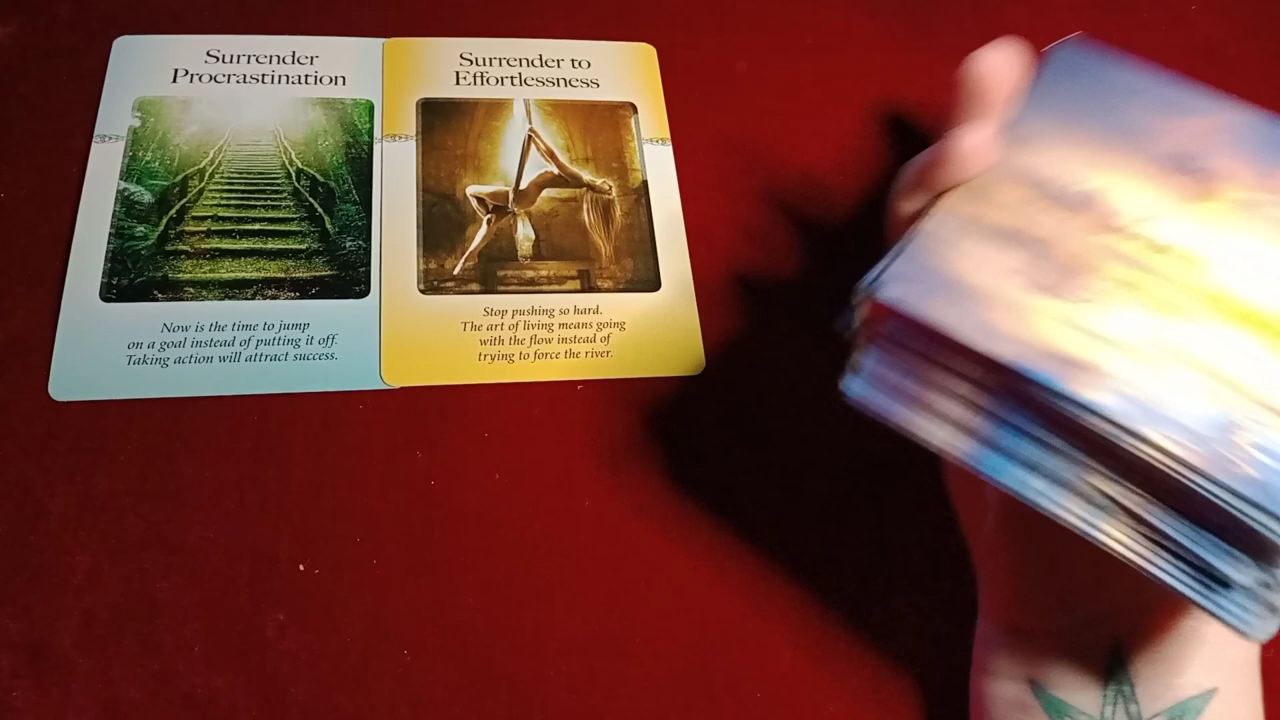 Surrender
Procrastination
Now is the time to jump
on a goal instead of putting it off.
Taking action will attract success.
Surrender to
Effortlessness
Stop pushing so hard.
The art of living means going
with the flow instead of
trying to force the river.